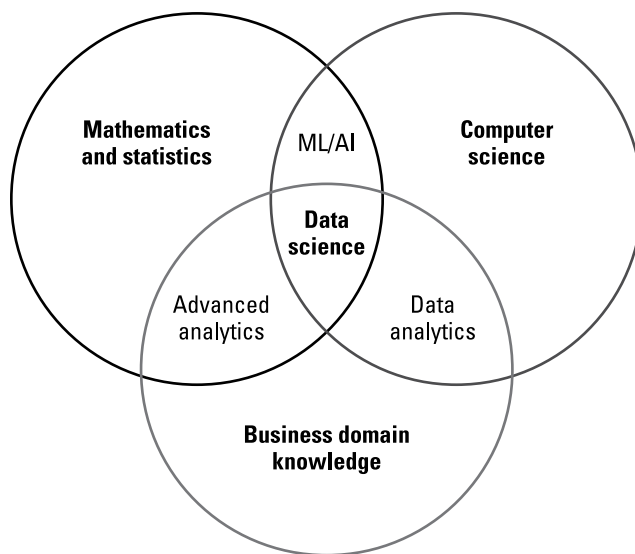 Mathematics
and statistics
ML/AI
Computer
science
Data
science
Advanced
analytics
Data
analytics
Business domain
knowledge